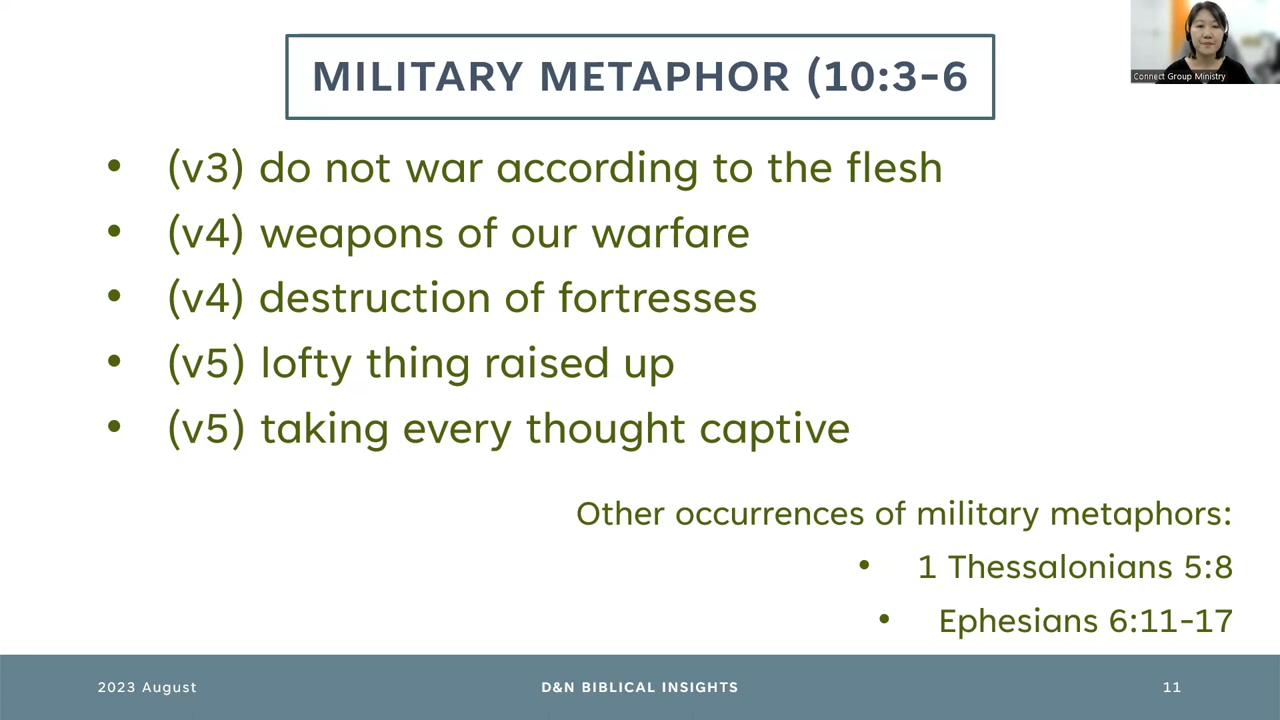 MILITARY METAPHOR (10:3-6
Connect Group Ministry
• (v3) do not war according to the flesh
• (v4) weapons of our warfare
• (v4) destruction of fortresses
• (v5) lofty thing raised up
• (v5) taking every thought captive
Other occurrences of military metaphors:
• 1 Thessalonians 5:8
• Ephesians 6:11-17
2023 August
D&N BIBLICAL INSIGHTS
11